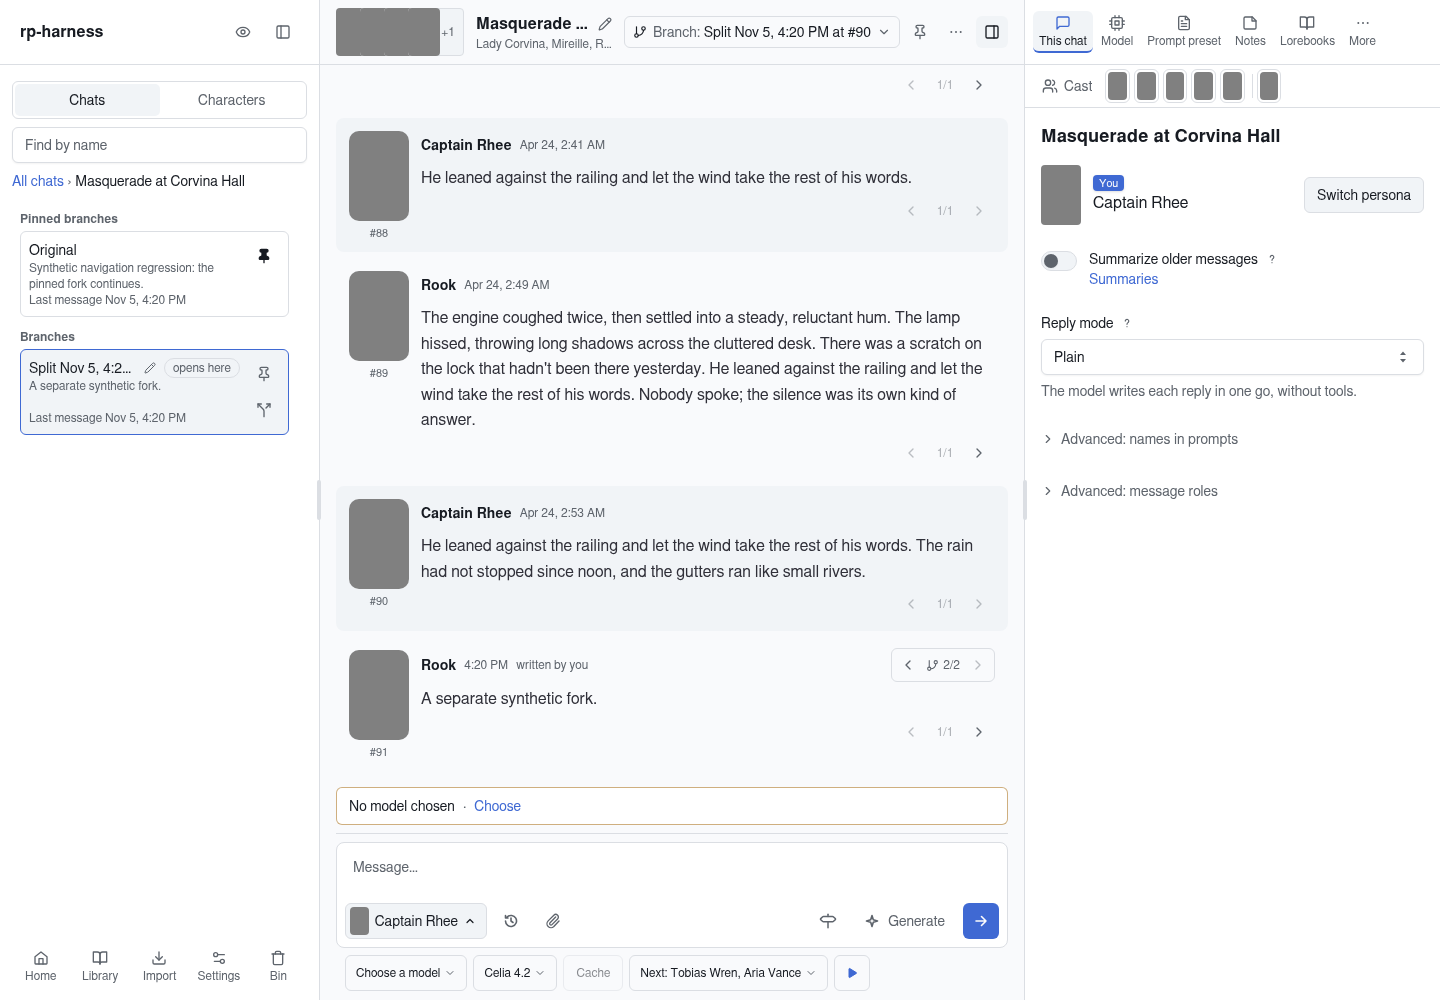 rp-harness
Chats
Characters
Find by name
All chats › Masquerade at Corvina Hall
Pinned branches
Original
Synthetic navigation regression: the
pinned fork continues.
Last message Nov 5, 4:20 PM
Branches
Split Nov 5, 4:2...
opens here
A separate synthetic fork.
Last message Nov 5, 4:20 PM
Home
Library
Import
Settings
Bin
+1
Masquerade ...
Lady Corvina, Mireille, R...
Branch: Split Nov 5, 4:20 PM at #90
1/1
Captain Rhee Apr 24, 2:41 AM
He leaned against the railing and let the wind take the rest of his words.
1/1
#88
Rook Apr 24, 2:49 AM
The engine coughed twice, then settled into a steady, reluctant hum. The lamp
hissed, throwing long shadows across the cluttered desk. There was a scratch on
the lock that hadn't been there yesterday. He leaned against the railing and let the
wind take the rest of his words. Nobody spoke; the silence was its own kind of
answer.
#89
1/1
Captain Rhee Apr 24, 2:53 AM
He leaned against the railing and let the wind take the rest of his words. The rain
had not stopped since noon, and the gutters ran like small rivers.
#90
1/1
Rook 4:20 PM written by you
2/2
A separate synthetic fork.
1/1
#91
No model chosen · Choose
Message...
Captain Rhee
Generate
Choose a model
Celia 4.2
Cache
Next: Tobias Wren, Aria Vance
This chat
Model
Prompt preset
Notes
Lorebooks
More
Cast
Masquerade at Corvina Hall
You
Captain Rhee
Switch persona
Summarize older messages ?
Summaries
Reply mode ?
Plain
The model writes each reply in one go, without tools.
Advanced: names in prompts
Advanced: message roles